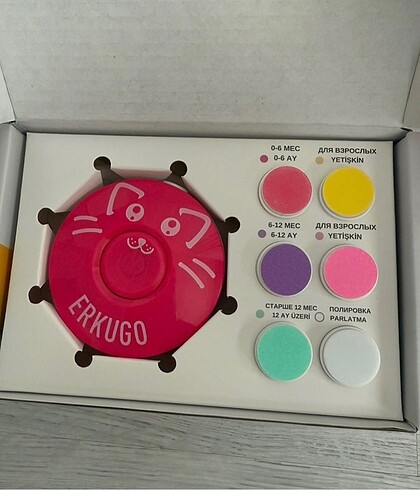 0-6 МЕС
0-6 AY
ДЛЯ ВЗРОСЛЫХ
YETİŞKİN
6-12 МЕС
6-12 AY
ДЛЯ ВЗРОСЛЫХ
YETİŞKİN
СТАРШЕ 12 МЕС
12 AY ÜZERİ
ПОЛИРОВКА
PARLATMA
ERKUGO